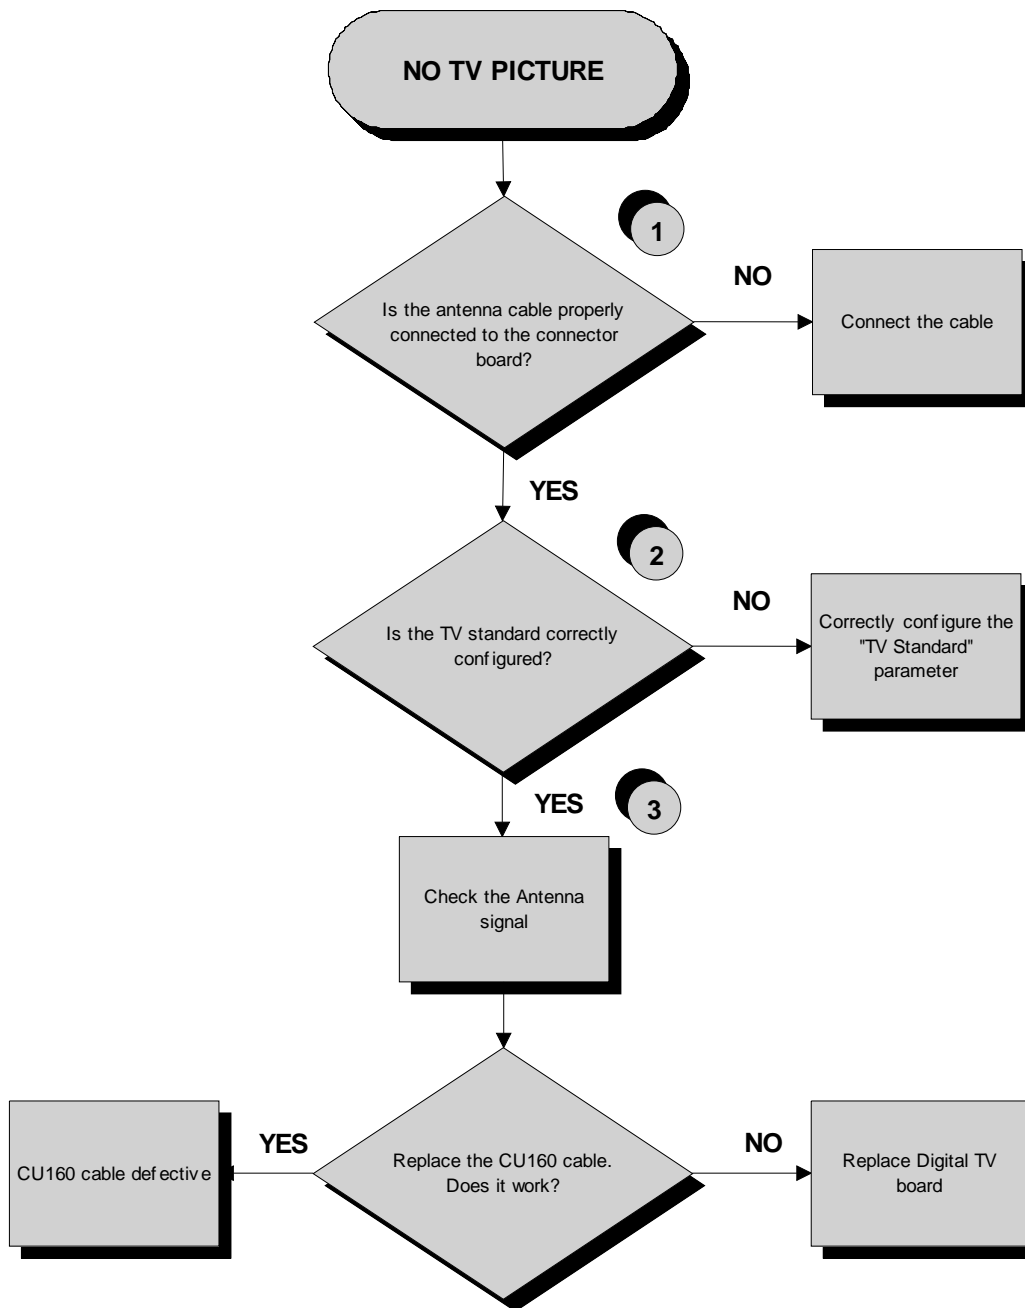 NO TV PICTURE
1
Is the antenna cable properly
connected to the connector
board?
NO
Connect the cable
YES
2
Is the TV standard correctly
configured?
NO
Correctly configure the
"TV Standard"
parameter
YES
3
Check the Antenna
signal
YES
CU160 cable defective
Replace the CU160 cable.
Does it work?
NO
Replace Digital TV
board